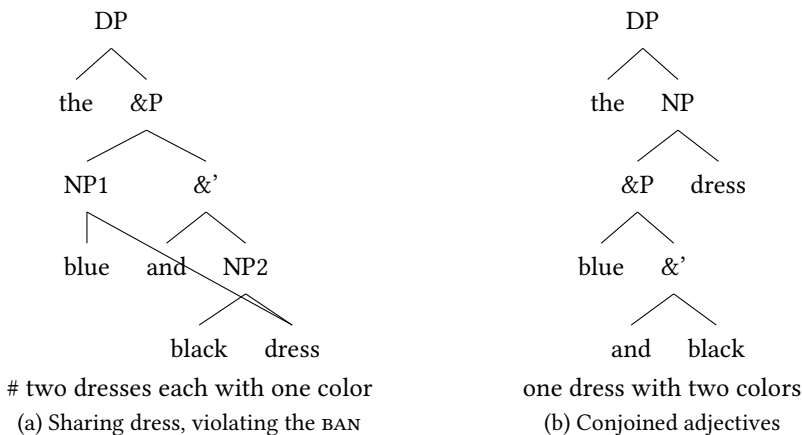 DP DP
the &P the NP
NP1 &’ &P dress
blue and NP2 blue &’
black dress and black
# two dresses each with one color one dress with two colors
(a) Sharing dress, violating the BAN (b) Conjoined adjectives